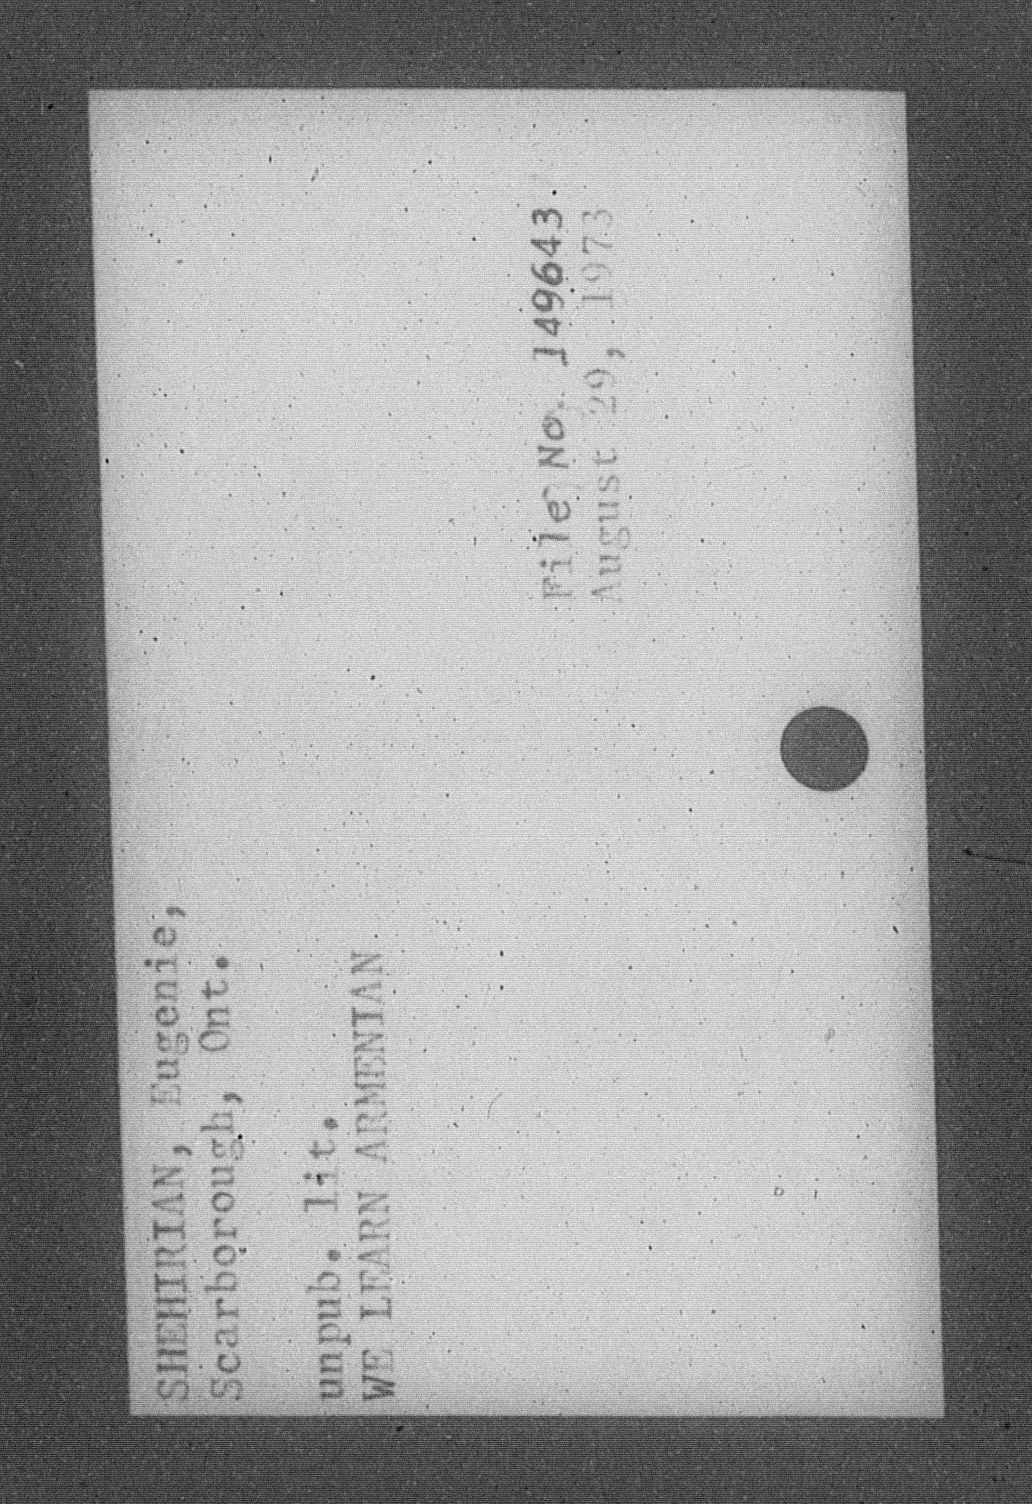 SHEHIRIAN, Eugenie,
Scarborough, Ont.
unpub. lit.
WE LEARN ARMENIAN
File No. 149643
August 29, 1973